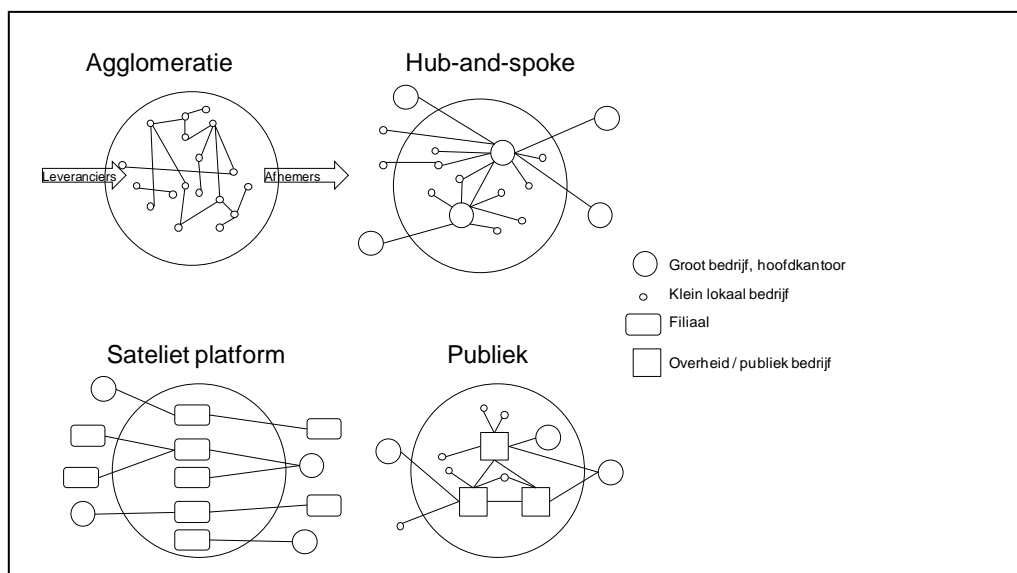 Agglomeratie
Hub-and-spoke
Leveranciers
Afnemers
Groot bedrijf, hoofdkantoor
Klein lokaal bedrijf
Filiaal
Overheid / publiek bedrijf
Sateliet platform
Publiek